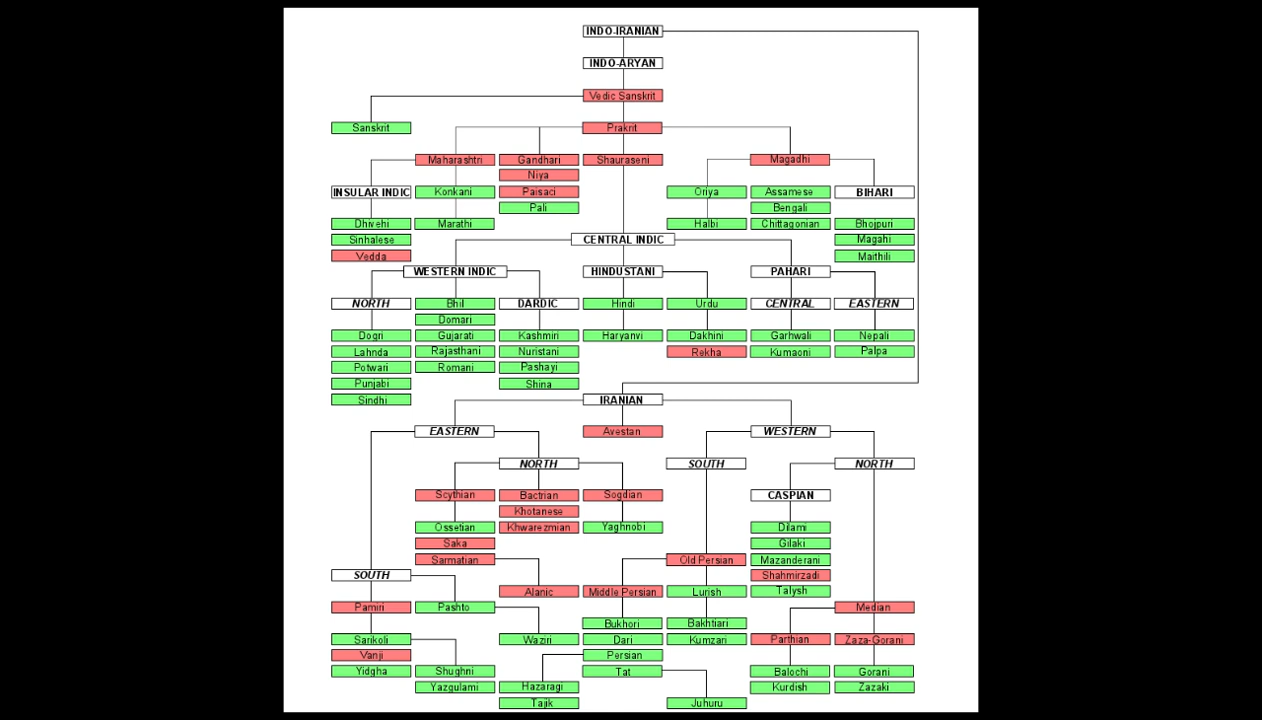 INDO-IRANIAN
INDO-ARYAN
Vedic Sanskrit
Sanskrit
Prakrit
Maharashtri
Gandhari
Shauraseni
Magadhi
Niya
INSULAR INDIC
Konkani
Paisaci
Oriya
Assamese
BIHARI
Pali
Bengali
Dhivehi
Marathi
Halbi
Chittagonian
Bhojpuri
Sinhalese
CENTRAL INDIC
Magahi
Vedda
Maithili
WESTERN INDIC
HINDUSTANI
PAHARI
NORTH
Bhil
DARDIC
Hindi
Urdu
CENTRAL
EASTERN
Domari
Dogri
Gujarati
Kashmiri
Haryanvi
Dakhini
Garhwali
Nepali
Lahnda
Rajasthani
Nuristani
Rekha
Kumaoni
Palpa
Potwari
Romani
Pashayi
Punjabi
Shina
Sindhi
IRANIAN
EASTERN
Avestan
WESTERN
NORTH
SOUTH
NORTH
Scythian
Bactrian
Sogdian
CASPIAN
Khotanese
Ossetian
Khwarezmian
Yaghnobi
Dilami
Saka
Gilaki
Sarmatian
Old Persian
Mazanderani
SOUTH
Shahmirzadi
Alanic
Middle Persian
Lurish
Talysh
Pamiri
Pashto
Median
Bukhori
Bakhtiari
Sarikoli
Waziri
Dari
Kumzari
Parthian
Zaza-Gorani
Vanji
Persian
Yidgha
Shughni
Tat
Balochi
Gorani
Yazgulami
Hazaragi
Kurdish
Zazaki
Tajik
Juhuru